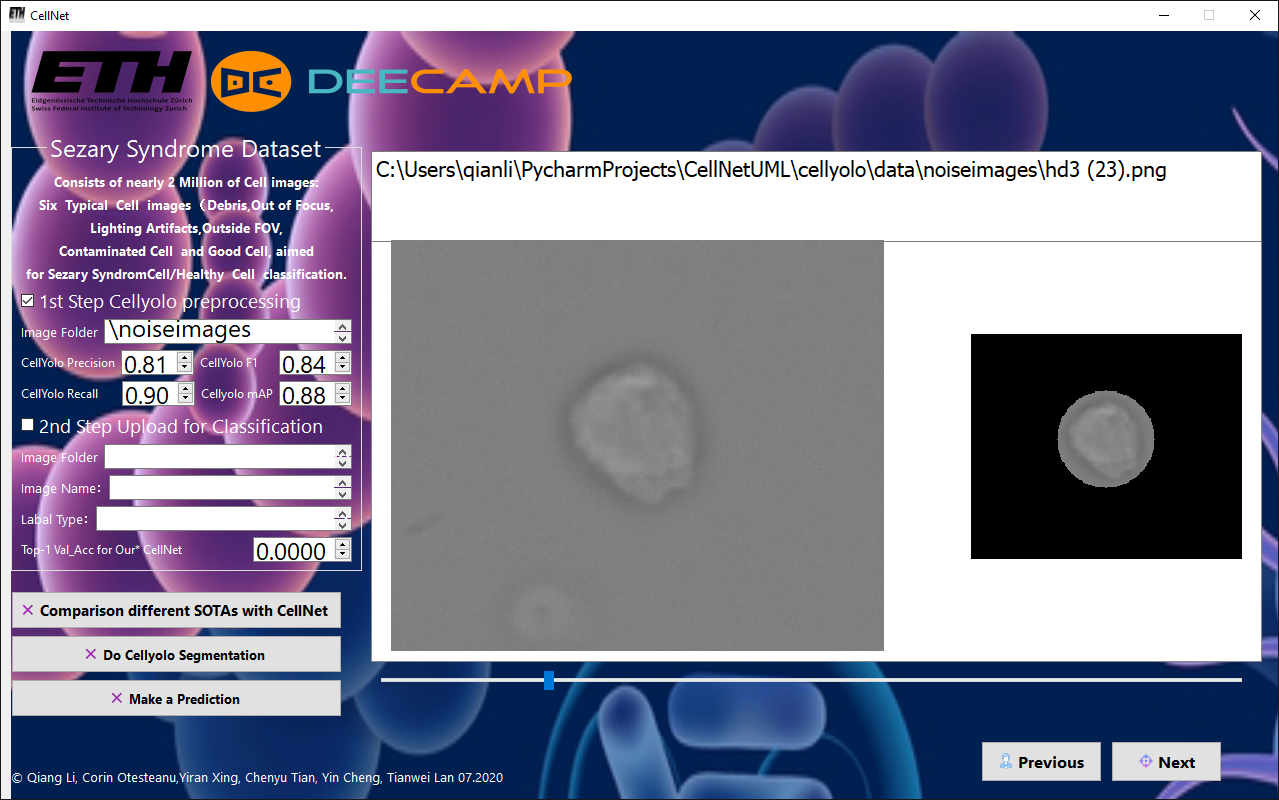 CellNet
ETH
Eidgenössische Technische Hochschule Zürich
Swiss Federal Institute of Technology Zurich
DEECAMP
Sezary Syndrome Dataset
Consists of nearly 2 Million of Cell images:
Six Typical Cell images（Debris,Out of Focus,
Lighting Artifacts,Outside FOV,
Contaminated Cell and Good Cell, aimed
for Sezary SyndromCell/Healthy Cell classification.
1st Step Cellyolo preprocessing
Image Folder \noiseimages
CellYolo Precision 0.81 CellYolo F1 0.84
CellYolo Recall 0.90 Cellyolo mAP 0.88
2nd Step Upload for Classification
Image Folder
Image Name：
Labal Type：
Top-1 Val_Acc for Our* CellNet 0.0000
Comparison different SOTAs with CellNet
Do Cellyolo Segmentation
Make a Prediction
C:\Users\qianli\PycharmProjects\CellNetUML\cellyolo\data\noiseimages\hd3 (23).png
Previous
Next
© Qiang Li, Corin Otesteanu,Yiran Xing, Chenyu Tian, Yin Cheng, Tianwei Lan 07.2020